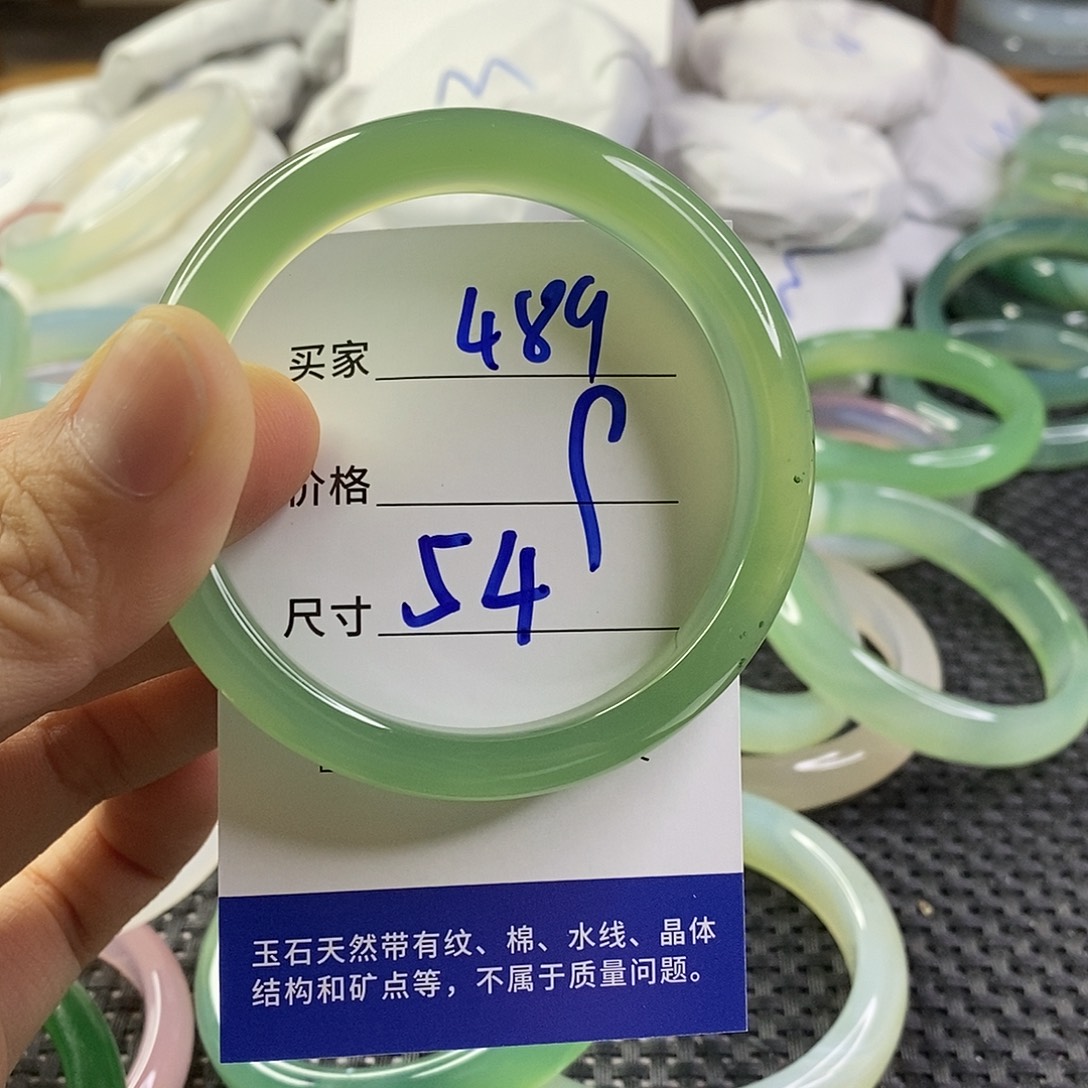 买家 489
价格
尺寸 54
玉石天然带有纹、棉、水线、晶体
结构和矿点等，不属于质量问题。